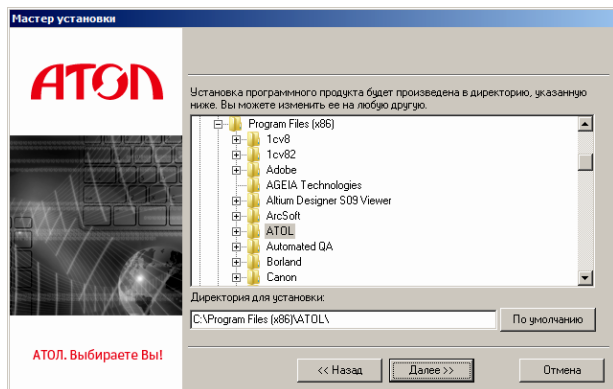 Мастер установки
АТОЛ
Установка программного продукта будет произведена в директорию, указанную
ниже. Вы можете изменить ее на любую другую.
Program Files (x86)
1cv8
1cv82
Adobe
AGEIA Technologies
Altium Designer S09 Viewer
ArcSoft
ATOL
Automated QA
Borland
Canon
Директория для установки:
C:\Program Files (x86)\ATOL\
По умолчанию
АТОЛ. Выбираете Вы!
<< Назад
Далее >>
Отмена